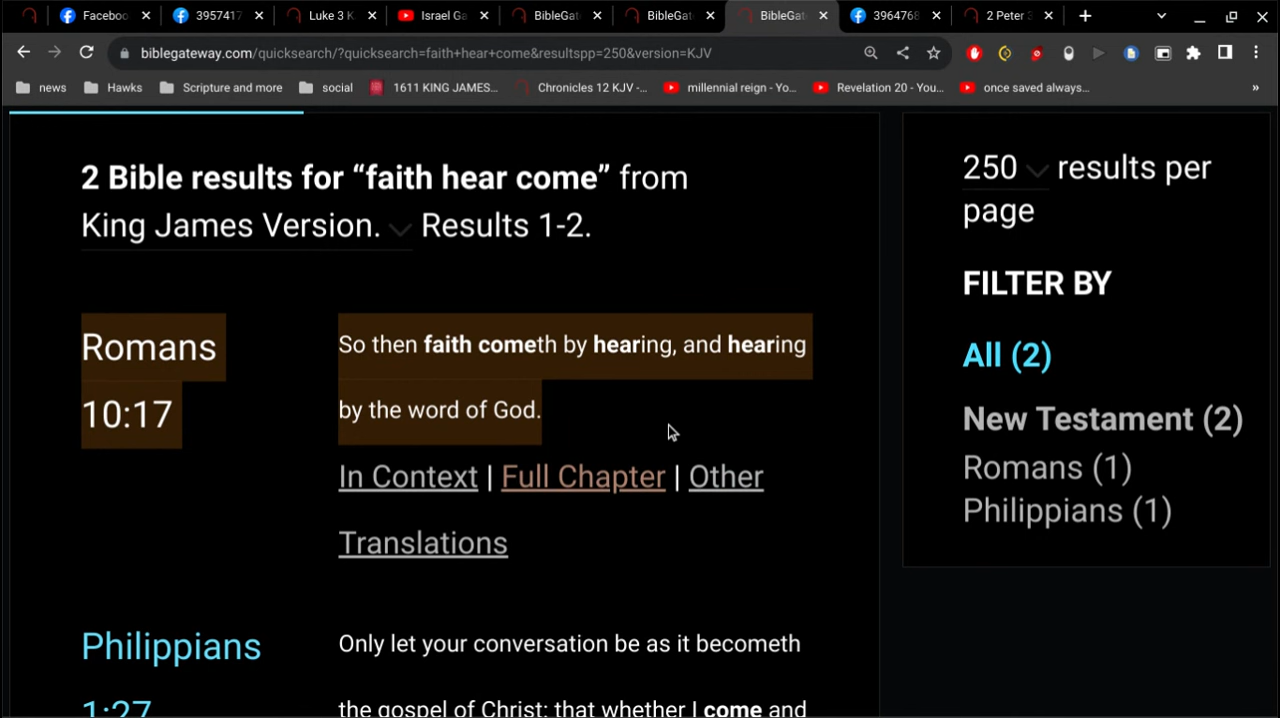 Faceboo
3957417
Luke 3 K
Israel Ga
BibleGat
BibleGat
BibleGat
3964768
2 Peter 3
biblegateway.com/quicksearch/?quicksearch=faith+hear+come&resultspp=250&version=KJV
news
Hawks
Scripture and more
social
1611 KING JAMES...
Chronicles 12 KJV -...
millennial reign - Yo...
Revelation 20 - You...
once saved always...
»
2 Bible results for “faith hear come” from
King James Version. Results 1-2.
Romans
10:17
So then faith cometh by hearing, and hearing
by the word of God.
In Context | Full Chapter | Other
Translations
Philippians
1:27
Only let your conversation be as it becometh
the gospel of Christ: that whether I come and
250 results per
page
FILTER BY
All (2)
New Testament (2)
Romans (1)
Philippians (1)